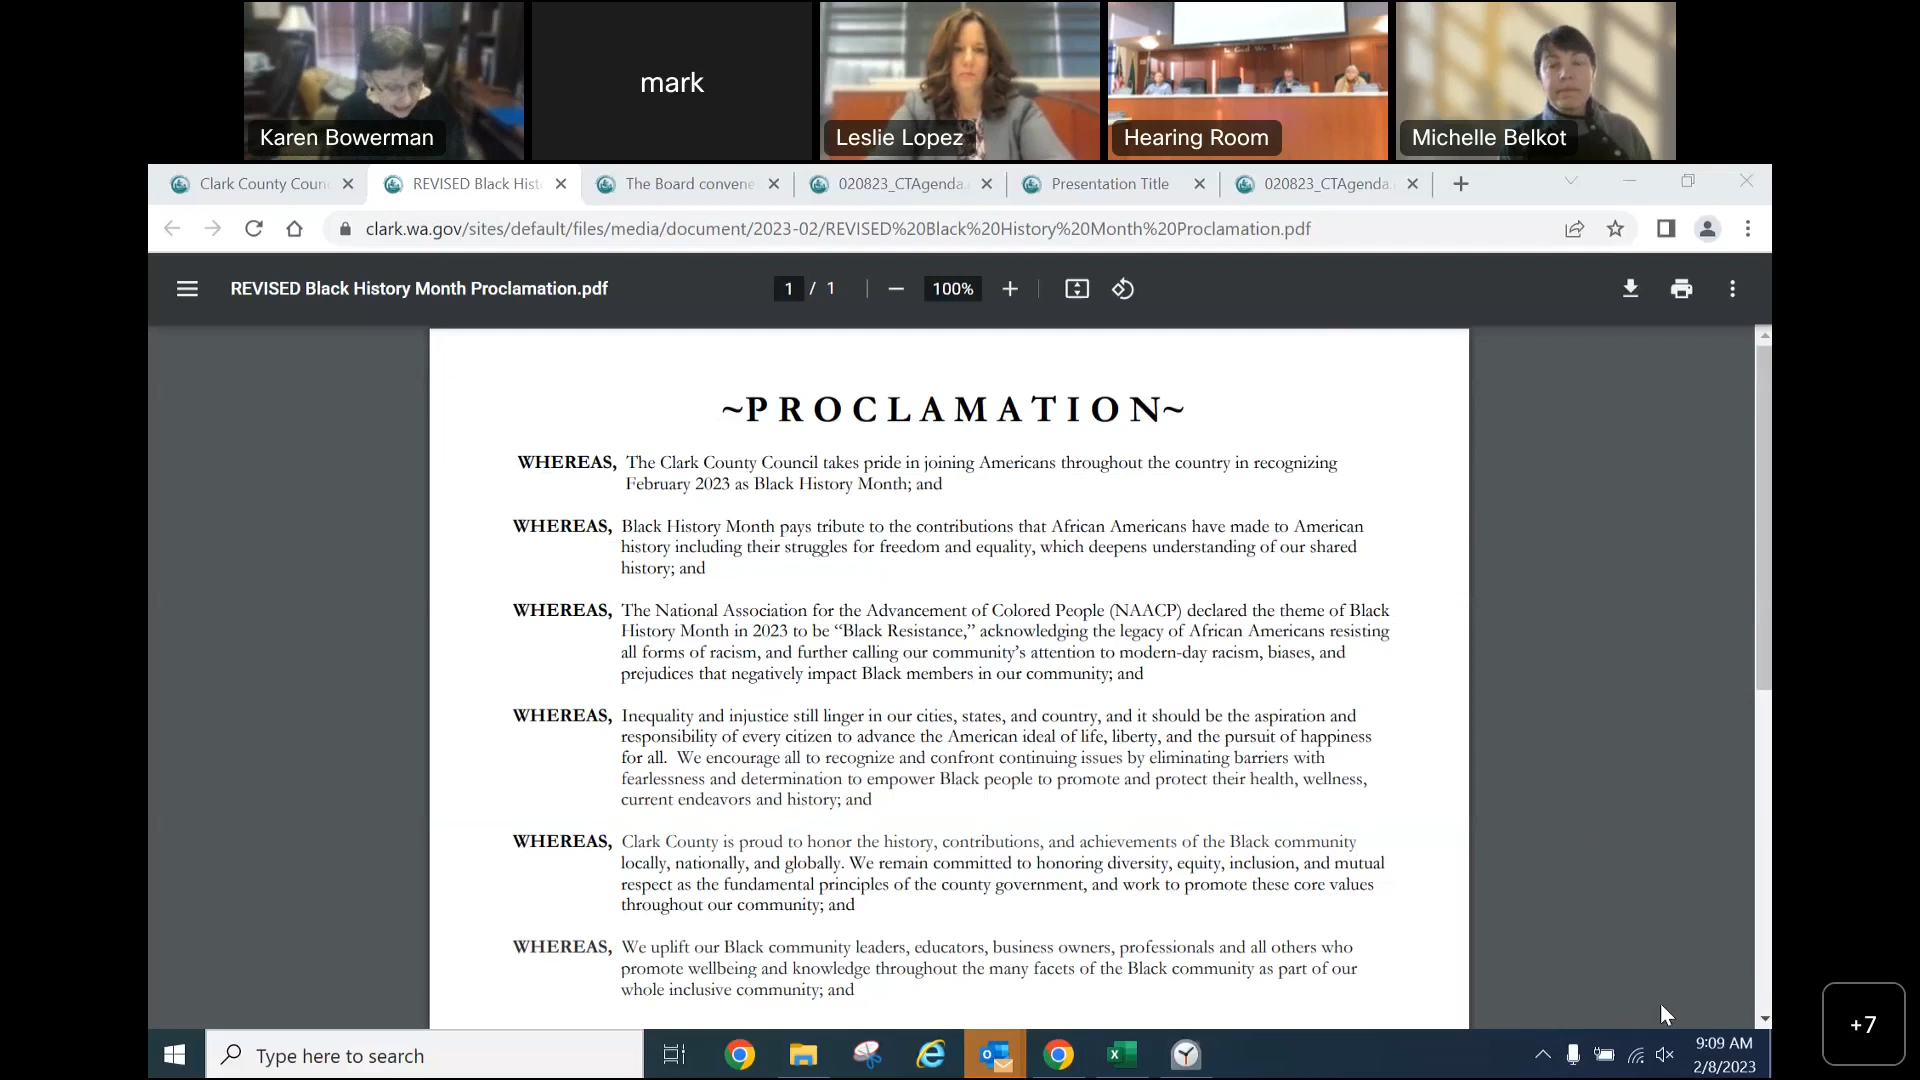 In God We Trust
Karen Bowerman
mark
Leslie Lopez
Hearing Room
Michelle Belkot
Clark County Coun
REVISED Black Hist
The Board convene
020823_CTAgenda.
Presentation Title
020823_CTAgenda.
clark.wa.gov/sites/default/files/media/document/2023-02/REVISED%20Black%20History%20Month%20Proclamation.pdf
REVISED Black History Month Proclamation.pdf
1 / 1
100%
~PROCLAMATION~
WHEREAS, The Clark County Council takes pride in joining Americans throughout the country in recognizing
February 2023 as Black History Month; and
WHEREAS, Black History Month pays tribute to the contributions that African Americans have made to American
history including their struggles for freedom and equality, which deepens understanding of our shared
history; and
WHEREAS, The National Association for the Advancement of Colored People (NAACP) declared the theme of Black
History Month in 2023 to be “Black Resistance,” acknowledging the legacy of African Americans resisting
all forms of racism, and further calling our community’s attention to modern-day racism, biases, and
prejudices that negatively impact Black members in our community; and
WHEREAS, Inequality and injustice still linger in our cities, states, and country, and it should be the aspiration and
responsibility of every citizen to advance the American ideal of life, liberty, and the pursuit of happiness
for all. We encourage all to recognize and confront continuing issues by eliminating barriers with
fearlessness and determination to empower Black people to promote and protect their health, wellness,
current endeavors and history; and
WHEREAS, Clark County is proud to honor the history, contributions, and achievements of the Black community
locally, nationally, and globally. We remain committed to honoring diversity, equity, inclusion, and mutual
respect as the fundamental principles of the county government, and work to promote these core values
throughout our community; and
WHEREAS, We uplift our Black community leaders, educators, business owners, professionals and all others who
promote wellbeing and knowledge throughout the many facets of the Black community as part of our
whole inclusive community; and
+7
Type here to search
9:09 AM
2/8/2023